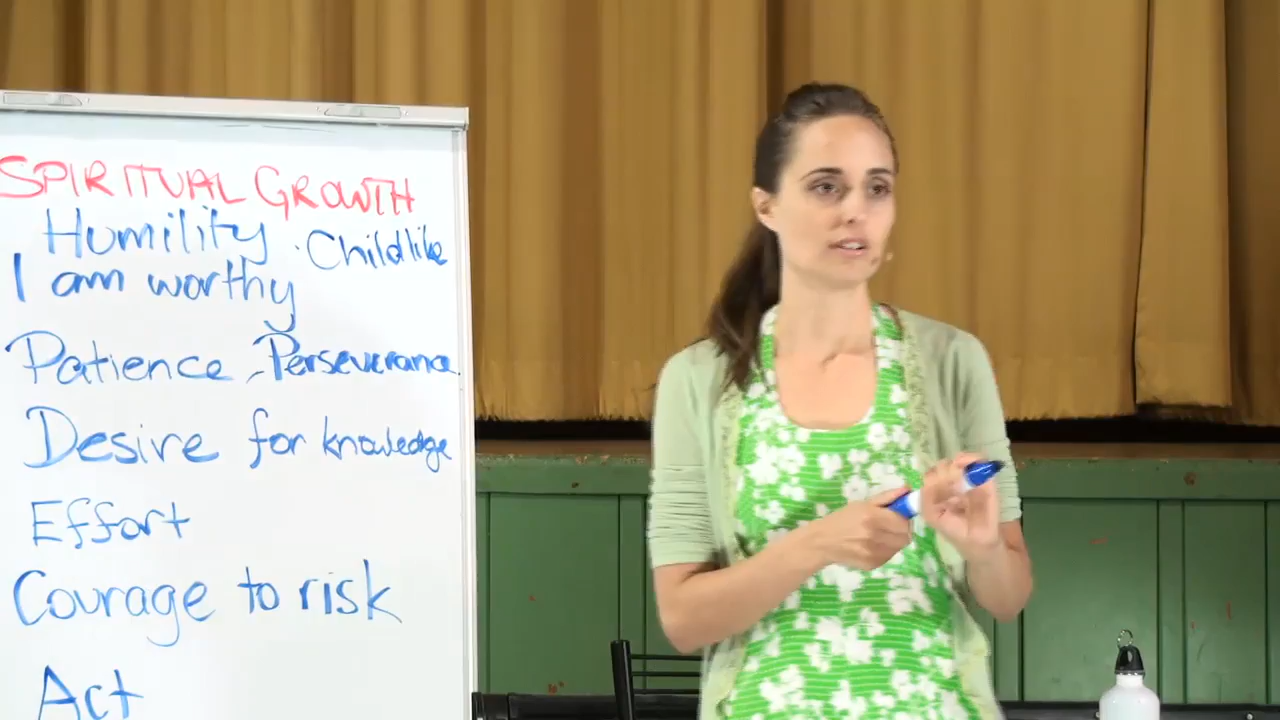 SPIRITUAL GROWTH
Humility · Childlike
I am worthy
Patience, Perseverance
Desire for knowledge
Effort
Courage to risk
Act